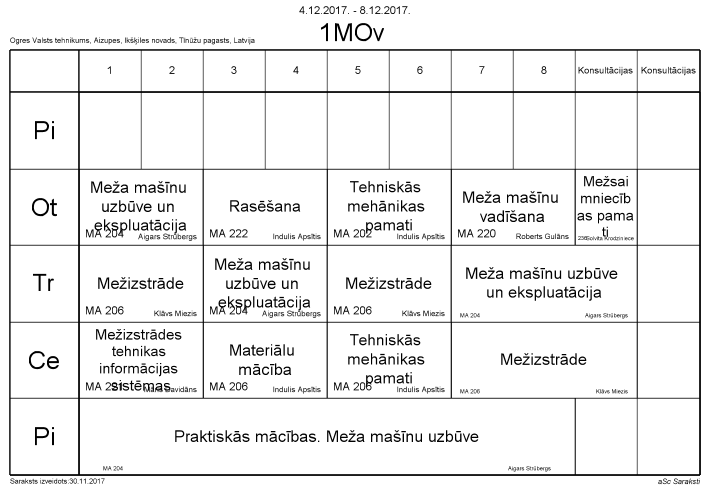 4.12.2017. - 8.12.2017.
Ogres Valsts tehnikums, Aizupes, Ikšķiles novads, Tīnūžu pagasts, Latvija
1MOv
1 2 3 4 5 6 7 8 Konsultācijas Konsultācijas
Pi
Ot
Meža mašīnu
uzbūve un
ekspluatācija
MA 204 Aigars Strūbergs
Rasēšana
MA 222 Indulis Apsītis
Tehniskās
mehānikas
pamati
MA 202 Indulis Apsītis
Meža mašīnu
vadīšana
MA 220 Roberts Gulāns
Mežsai
mniecīb
as pama
ti
236 Solvita Krodziniece
Tr
Mežizstrāde
MA 206 Klāvs Miezis
Meža mašīnu
uzbūve un
ekspluatācija
MA 204 Aigars Strūbergs
Mežizstrāde
MA 206 Klāvs Miezis
Meža mašīnu uzbūve
un ekspluatācija
MA 204 Aigars Strūbergs
Ce
Mežizstrādes
tehnikas
informācijas
sistēmas
MA Davidāns
Materiālu
mācība
MA 206 Indulis Apsītis
Tehniskās
mehānikas
pamati
MA 206 Indulis Apsītis
Mežizstrāde
MA 206 Klāvs Miezis
Pi
Praktiskās mācības. Meža mašīnu uzbūve
MA 204 Aigars Strūbergs
Saraksts izveidots:30.11.2017 aSc Saraksti